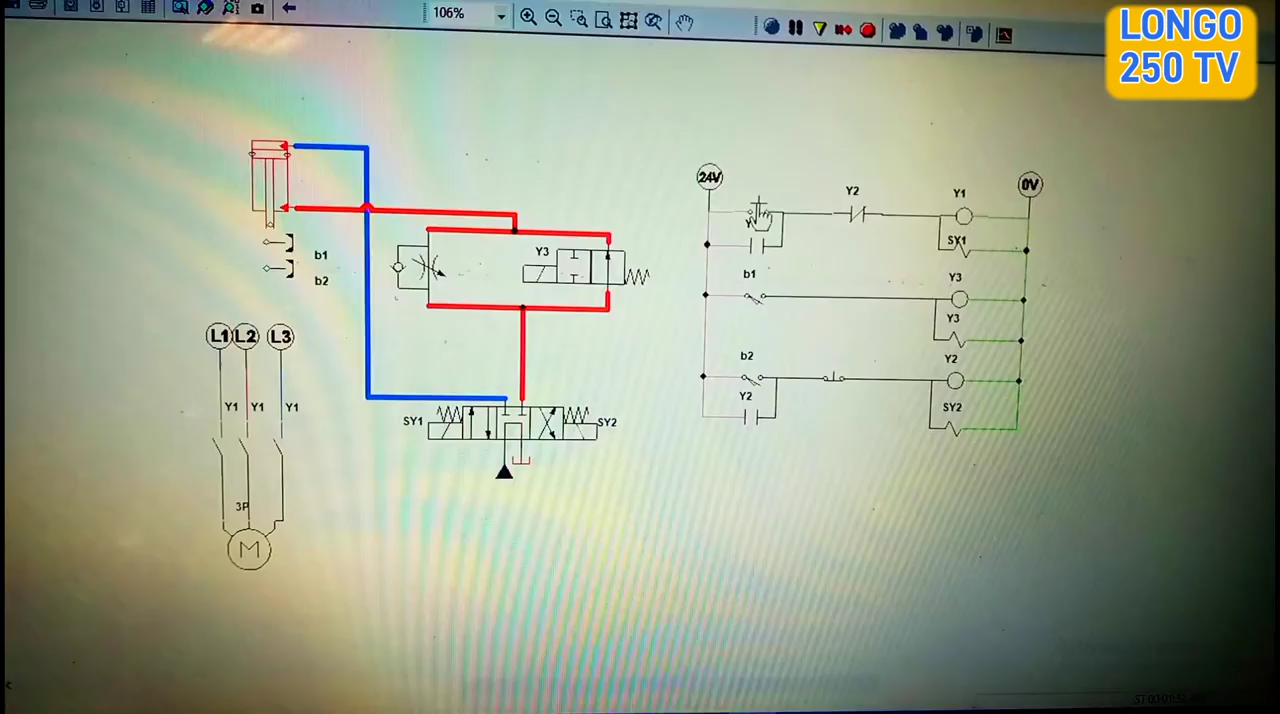 106%
LONGO
250 TV
24V
0V
Y2
Y1
SY1
b1
b2
Y3
b1
Y3
Y3
L1 L2 L3
b2
Y2
Y2
Y1 Y1 Y1
SY1
SY2
SY2
3P
M